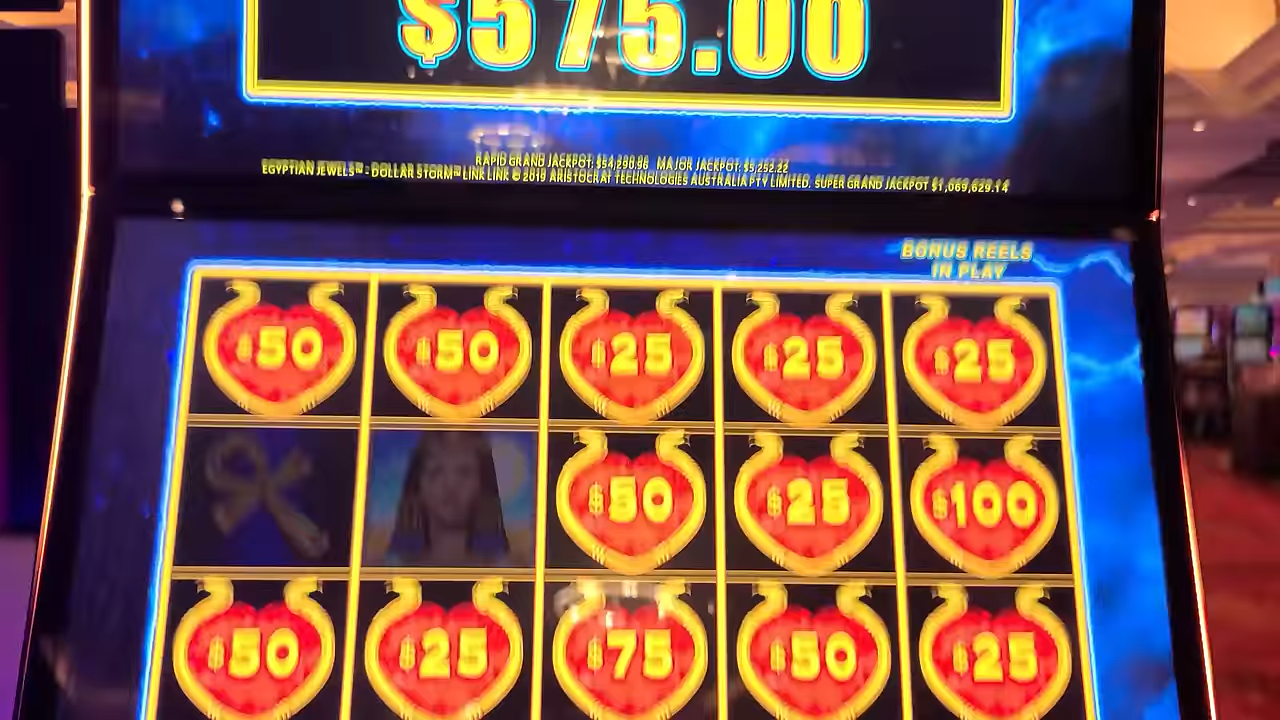 $575.00
RAPID GRAND JACKPOT: $54,290.96 MAJOR JACKPOT: $5,252.22
EGYPTIAN JEWELS™ - DOLLAR STORM™ LINK LINK © 2019 ARISTOCRAT TECHNOLOGIES AUSTRALIA PTY LIMITED. SUPER GRAND JACKPOT $1,069,629.14
BONUS REELS
IN PLAY
$50 $50 $25 $25 $25
$50 $25 $100
$50 $25 $75 $50 $25